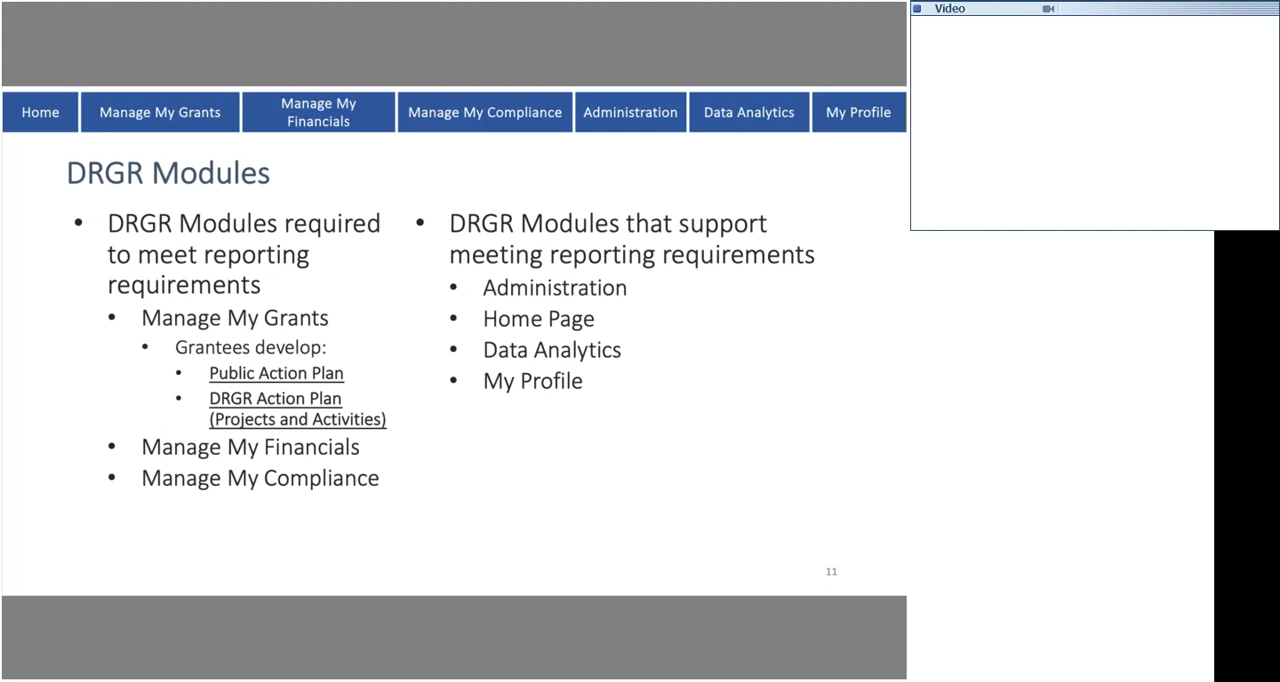 Video
Home
Manage My Grants
Manage My
Financials
Manage My Compliance
Administration
Data Analytics
My Profile
DRGR Modules
• DRGR Modules required
to meet reporting
requirements
• Manage My Grants
• Grantees develop:
• Public Action Plan
• DRGR Action Plan
(Projects and Activities)
• Manage My Financials
• Manage My Compliance
• DRGR Modules that support
meeting reporting requirements
• Administration
• Home Page
• Data Analytics
• My Profile
11